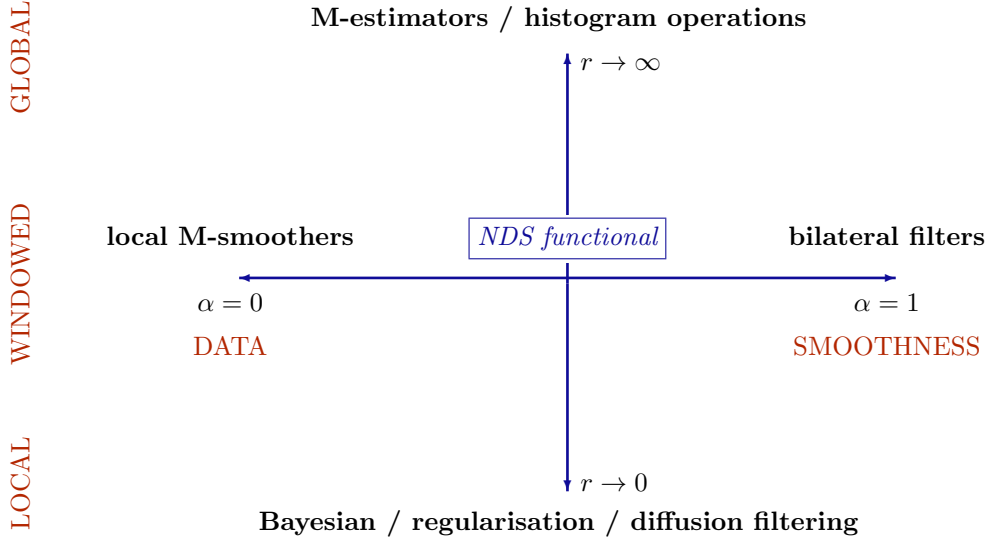 GLOBAL
M-estimators / histogram operations
r → ∞
WINDOWED
local M-smoothers
NDS functional
bilateral filters
α = 0
α = 1
DATA
SMOOTHNESS
LOCAL
r → 0
Bayesian / regularisation / diffusion filtering